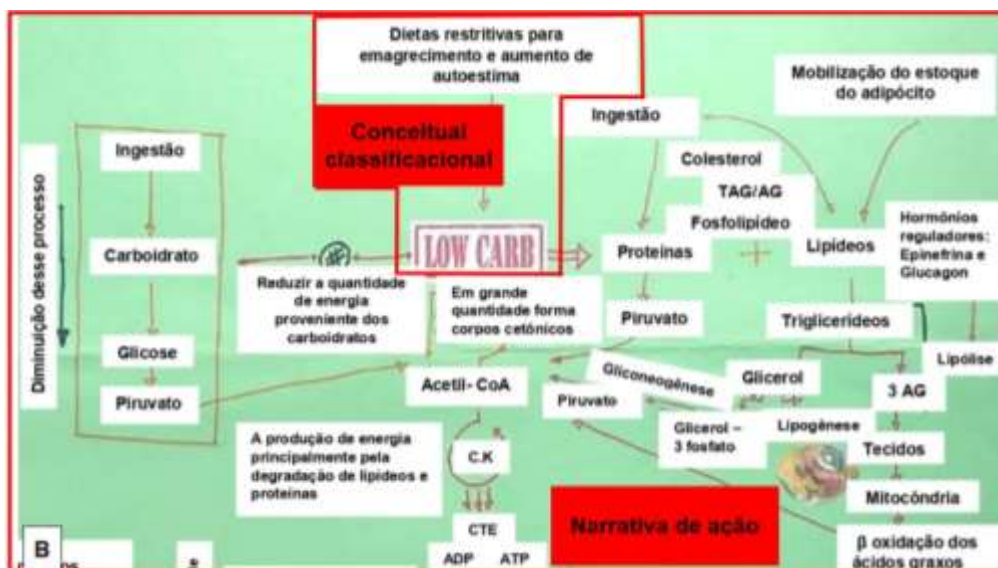 Dietas restritivas para
emagrecimento e aumento de
autoestima
Mobilização do estoque
do adipócito
Conceitual
classificacional
Ingestão
Ingestão
Colesterol
TAG/AG
Fosfolipídeo
Diminuição desse processo
Carboidrato
LOW CARB
Proteínas
Lipídeos
Hormônios
reguladores:
Epinefrina e
Glucagon
Reduzir a quantidade
de energia
proveniente dos
carboidratos
Em grande
quantidade forma
corpos cetônicos
Piruvato
Triglicerídeos
Glicose
Lipólise
Piruvato
Acetil- CoA
Gliconeogênese
Glicerol
3 AG
Piruvato
Glicerol –
3 fosfato
Lipogênese
Tecidos
A produção de energia
principalmente pela
degradação de lipídeos e
proteínas
C.K
Mitocôndria
CTE
Narrativa de ação
B
ADP
ATP
β oxidação dos
ácidos graxos